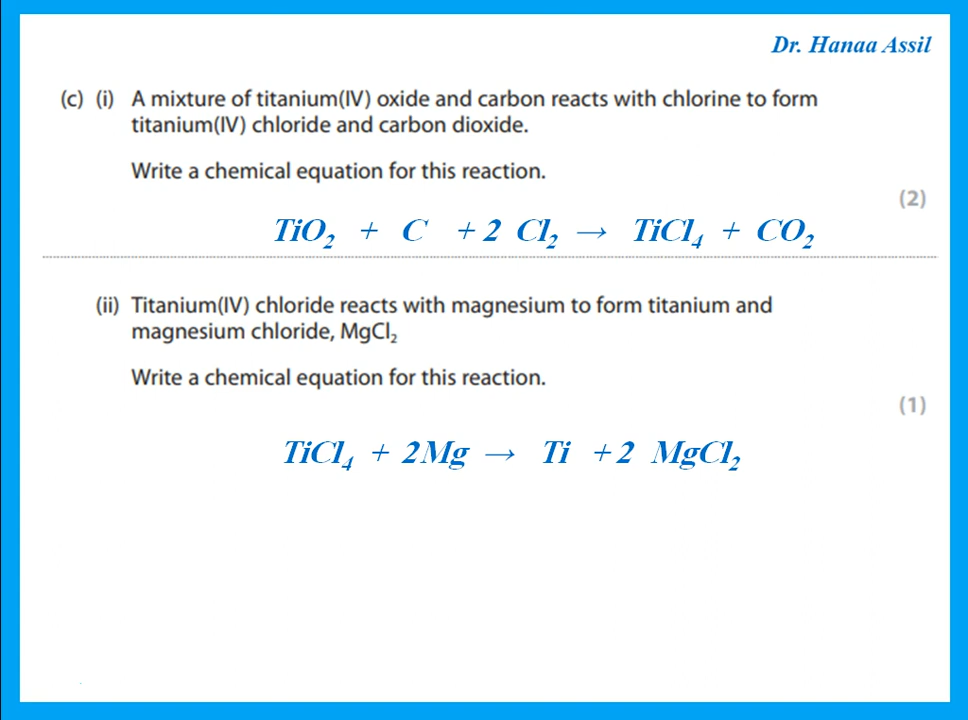 Dr. Hanaa Assil
(c) (i) A mixture of titanium(IV) oxide and carbon reacts with chlorine to form
titanium(IV) chloride and carbon dioxide.
Write a chemical equation for this reaction.
(2)
TiO₂ + C + 2 Cl₂ → TiCl₄ + CO₂
(ii) Titanium(IV) chloride reacts with magnesium to form titanium and
magnesium chloride, MgCl₂
Write a chemical equation for this reaction.
(1)
TiCl₄ + 2Mg → Ti + 2 MgCl₂